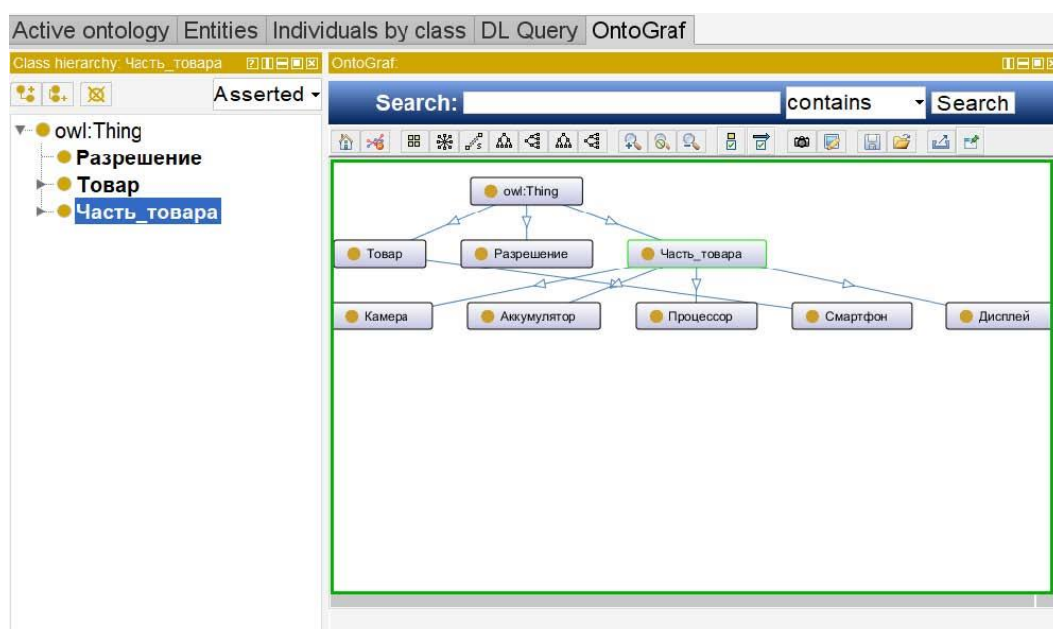 Active ontology Entities Individuals by class DL Query OntoGraf
Class hierarchy: Часть_товара
OntoGraf:
Asserted
Search: contains Search
owl:Thing
Разрешение
Товар
Часть_товара
owl:Thing
Товар Разрешение Часть_товара
Камера Аккумулятор Процессор Смартфон Дисплей